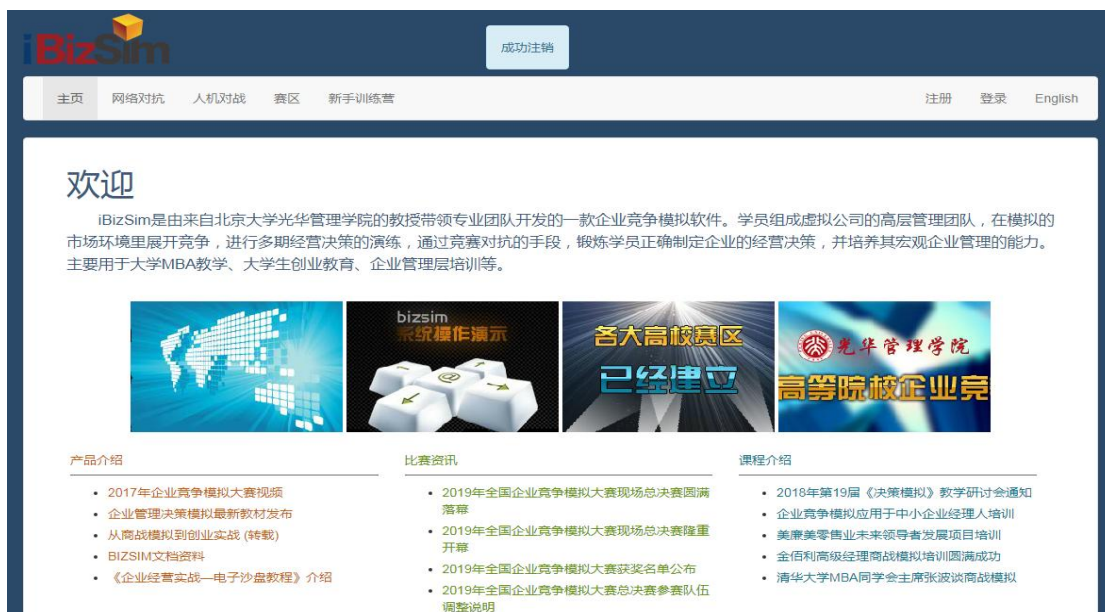 iBizSim
成功注销
主页 网络对抗 人机对战 赛区 新手训练营 注册 登录 English
欢迎
iBizSim是由来自北京大学光华管理学院的教授带领专业团队开发的一款企业竞争模拟软件。学员组成虚拟公司的高层管理团队，在模拟的
市场环境里展开竞争，进行多期经营决策的演练，通过竞赛对抗的手段，锻炼学员正确制定企业的经营决策，并培养其宏观企业管理的能力。
主要用于大学MBA教学、大学生创业教育、企业管理层培训等。
bizsim
系统操作演示
@
各大高校赛区
已经建立
光华管理学院
高等院校企业竞
产品介绍
• 2017年企业竞争模拟大赛视频
• 企业管理决策模拟最新教材发布
• 从商战模拟到创业实战 (转载)
• BIZSIM文档资料
• 《企业经营实战—电子沙盘教程》介绍
比赛资讯
• 2019年全国企业竞争模拟大赛现场总决赛圆满
落幕
• 2019年全国企业竞争模拟大赛现场总决赛隆重
开幕
• 2019年全国企业竞争模拟大赛获奖名单公布
• 2019年全国企业竞争模拟大赛总决赛参赛队伍
调整说明
课程介绍
• 2018年第19届《决策模拟》教学研讨会通知
• 企业竞争模拟应用于中小企业经理人培训
• 美廉美零售业未来领导者发展项目培训
• 金佰利高级经理商战模拟培训圆满成功
• 清华大学MBA同学会主席张波谈商战模拟